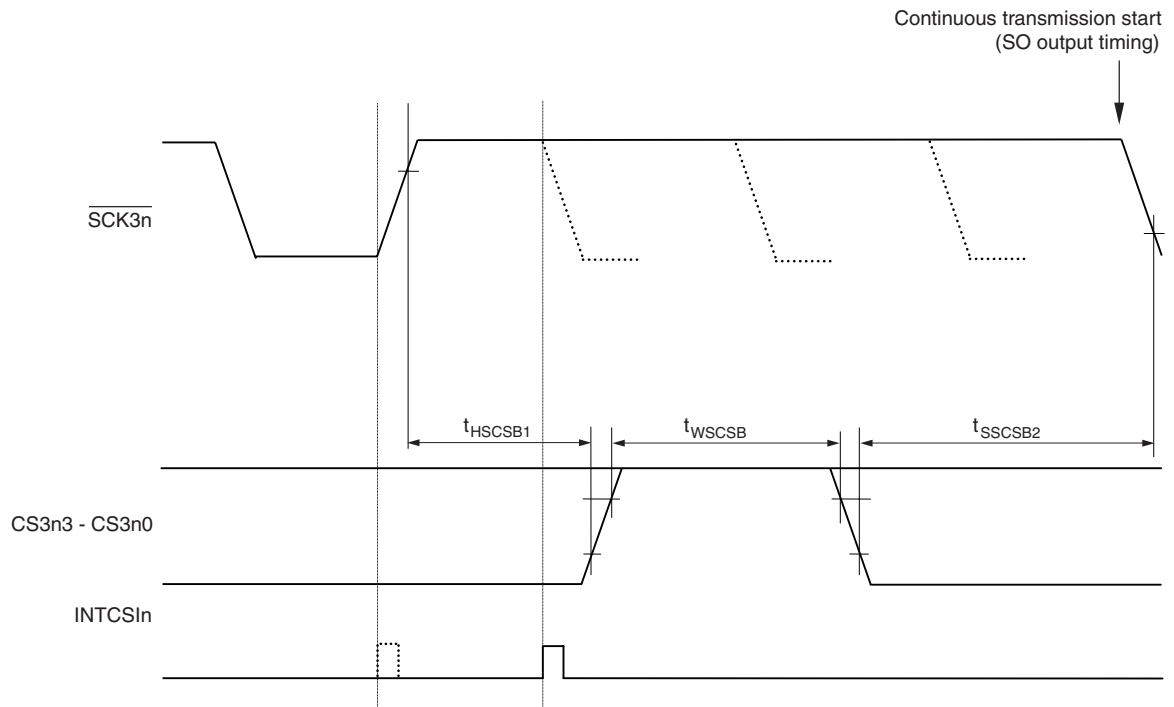 Continuous transmission start
(SO output timing)
SCK3n
tHSCSB1
tWSCSB
tSSCSB2
CS3n3 - CS3n0
INTCSIn